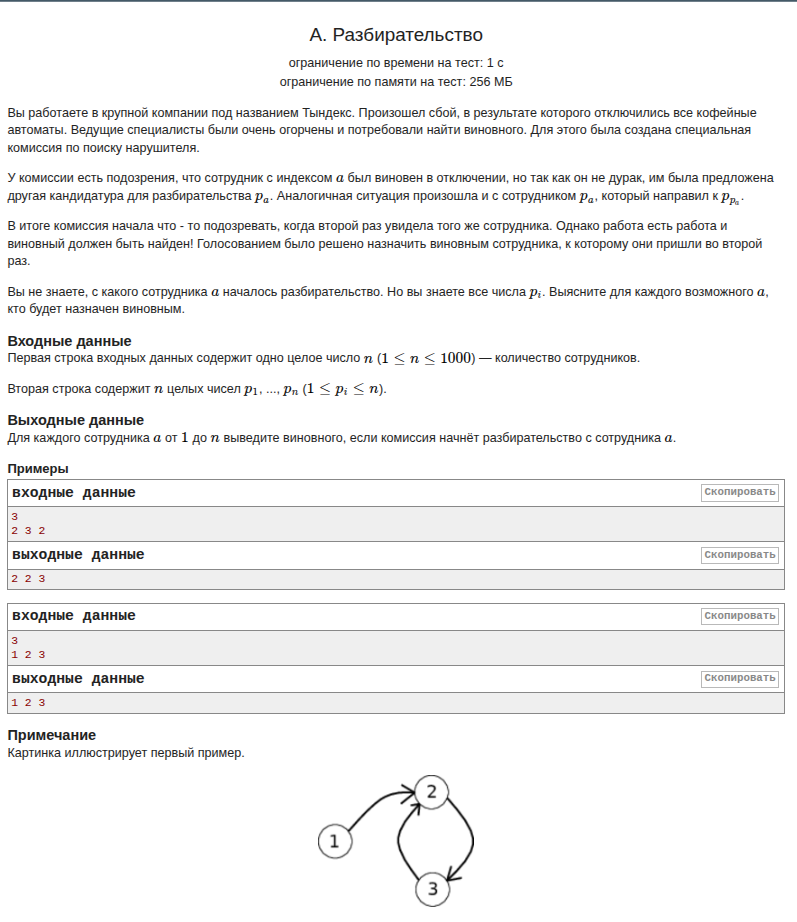 А. Разбирательство
ограничение по времени на тест: 1 с
ограничение по памяти на тест: 256 МБ
Вы работаете в крупной компании под названием Тындекс. Произошел сбой, в результате которого отключились все кофейные
автоматы. Ведущие специалисты были очень огорчены и потребовали найти виновного. Для этого была создана специальная
комиссия по поиску нарушителя.
У комиссии есть подозрения, что сотрудник с индексом a был виновен в отключении, но так как он не дурак, им была предложена
другая кандидатура для разбирательства p_a. Аналогичная ситуация произошла и с сотрудником p_a, который направил к p_{p_a}.
В итоге комиссия начала что - то подозревать, когда второй раз увидела того же сотрудника. Однако работа есть работа и
виновный должен быть найден! Голосованием было решено назначить виновным сотрудника, к которому они пришли во второй
раз.
Вы не знаете, с какого сотрудника a началось разбирательство. Но вы знаете все числа p_i. Выясните для каждого возможного a,
кто будет назначен виновным.
Входные данные
Первая строка входных данных содержит одно целое число n (1 ≤ n ≤ 1000) — количество сотрудников.
Вторая строка содержит n целых чисел p_1, ..., p_n (1 ≤ p_i ≤ n).
Выходные данные
Для каждого сотрудника a от 1 до n выведите виновного, если комиссия начнёт разбирательство с сотрудника a.
Примеры
входные данные Скопировать
3
2 3 2
выходные данные Скопировать
2 2 3
входные данные Скопировать
3
1 2 3
выходные данные Скопировать
1 2 3
Примечание
Картинка иллюстрирует первый пример.
2
1
3